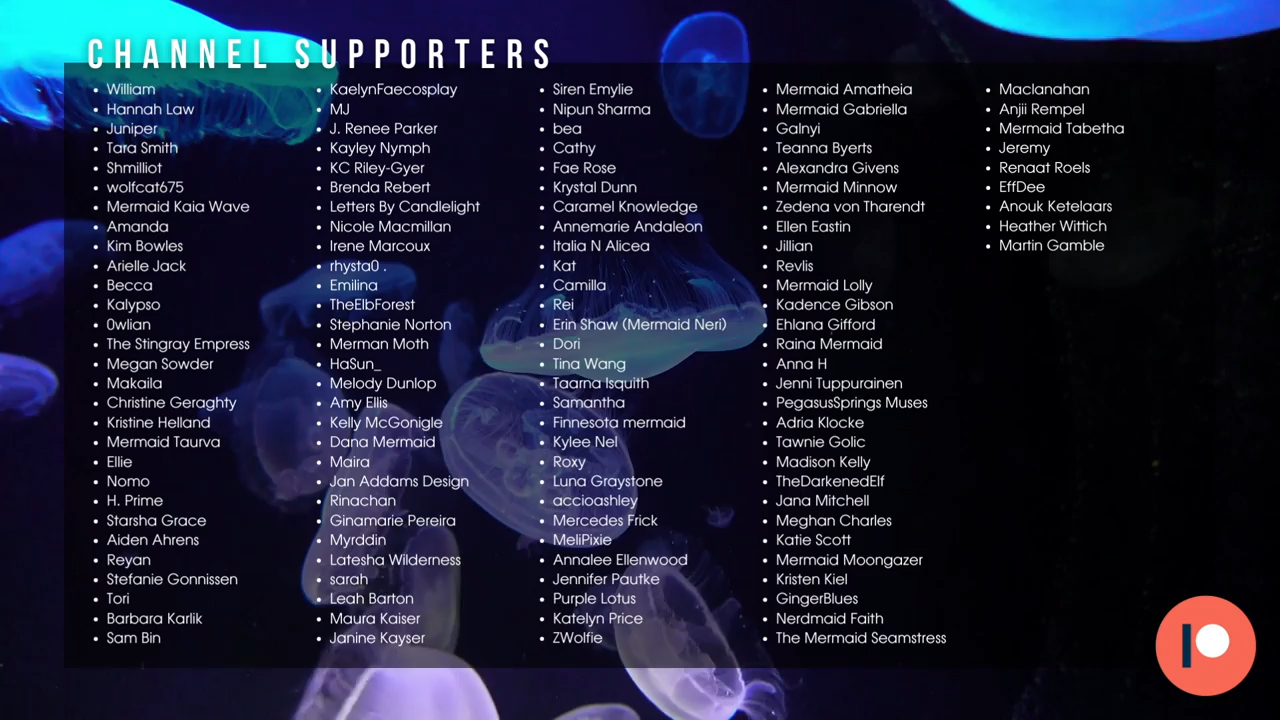 CHANNEL SUPPORTERS
William
Hannah Law
Juniper
Tara Smith
Shmilliot
wolfcat675
Mermaid Kaia Wave
Amanda
Kim Bowles
Arielle Jack
Becca
Kalypso
0wlian
The Stingray Empress
Megan Sowder
Makaila
Christine Geraghty
Kristine Helland
Mermaid Taurva
Ellie
Nomo
H. Prime
Starsha Grace
Aiden Ahrens
Reyan
Stefanie Gonnissen
Tori
Barbara Karlik
Sam Bin
KaelynFaecosplay
MJ
J. Renee Parker
Kayley Nymph
KC Riley-Gyer
Brenda Rebert
Letters By Candlelight
Nicole Macmillan
Irene Marcoux
rhysta0 .
Emilina
TheElbForest
Stephanie Norton
Merman Moth
HaSun_
Melody Dunlop
Amy Ellis
Kelly McGonigle
Dana Mermaid
Maira
Jan Addams Design
Rinachan
Ginamarie Pereira
Myrddin
Latesha Wilderness
sarah
Leah Barton
Maura Kaiser
Janine Kayser
Siren Emylie
Nipun Sharma
bea
Cathy
Fae Rose
Krystal Dunn
Caramel Knowledge
Annemarie Andaleon
Italia N Alicea
Kat
Camilla
Rei
Erin Shaw (Mermaid Neri)
Dori
Tina Wang
Taarna Isquith
Samantha
Finnesota mermaid
Kylee Nel
Roxy
Luna Graystone
accioashley
Mercedes Frick
MeliPixie
Annalee Ellenwood
Jennifer Pautke
Purple Lotus
Katelyn Price
ZWolfie
Mermaid Amatheia
Mermaid Gabriella
Galnyi
Teanna Byerts
Alexandra Givens
Mermaid Minnow
Zedena von Tharendt
Ellen Eastin
Jillian
Revlis
Mermaid Lolly
Kadence Gibson
Ehlana Gifford
Raina Mermaid
Anna H
Jenni Tuppurainen
PegasusSprings Muses
Adria Klocke
Tawnie Golic
Madison Kelly
TheDarkenedElf
Jana Mitchell
Meghan Charles
Katie Scott
Mermaid Moongazer
Kristen Kiel
GingerBlues
Nerdmaid Faith
The Mermaid Seamstress
Maclanahan
Anjii Rempel
Mermaid Tabetha
Jeremy
Renaat Roels
EffDee
Anouk Ketelaars
Heather Wittich
Martin Gamble